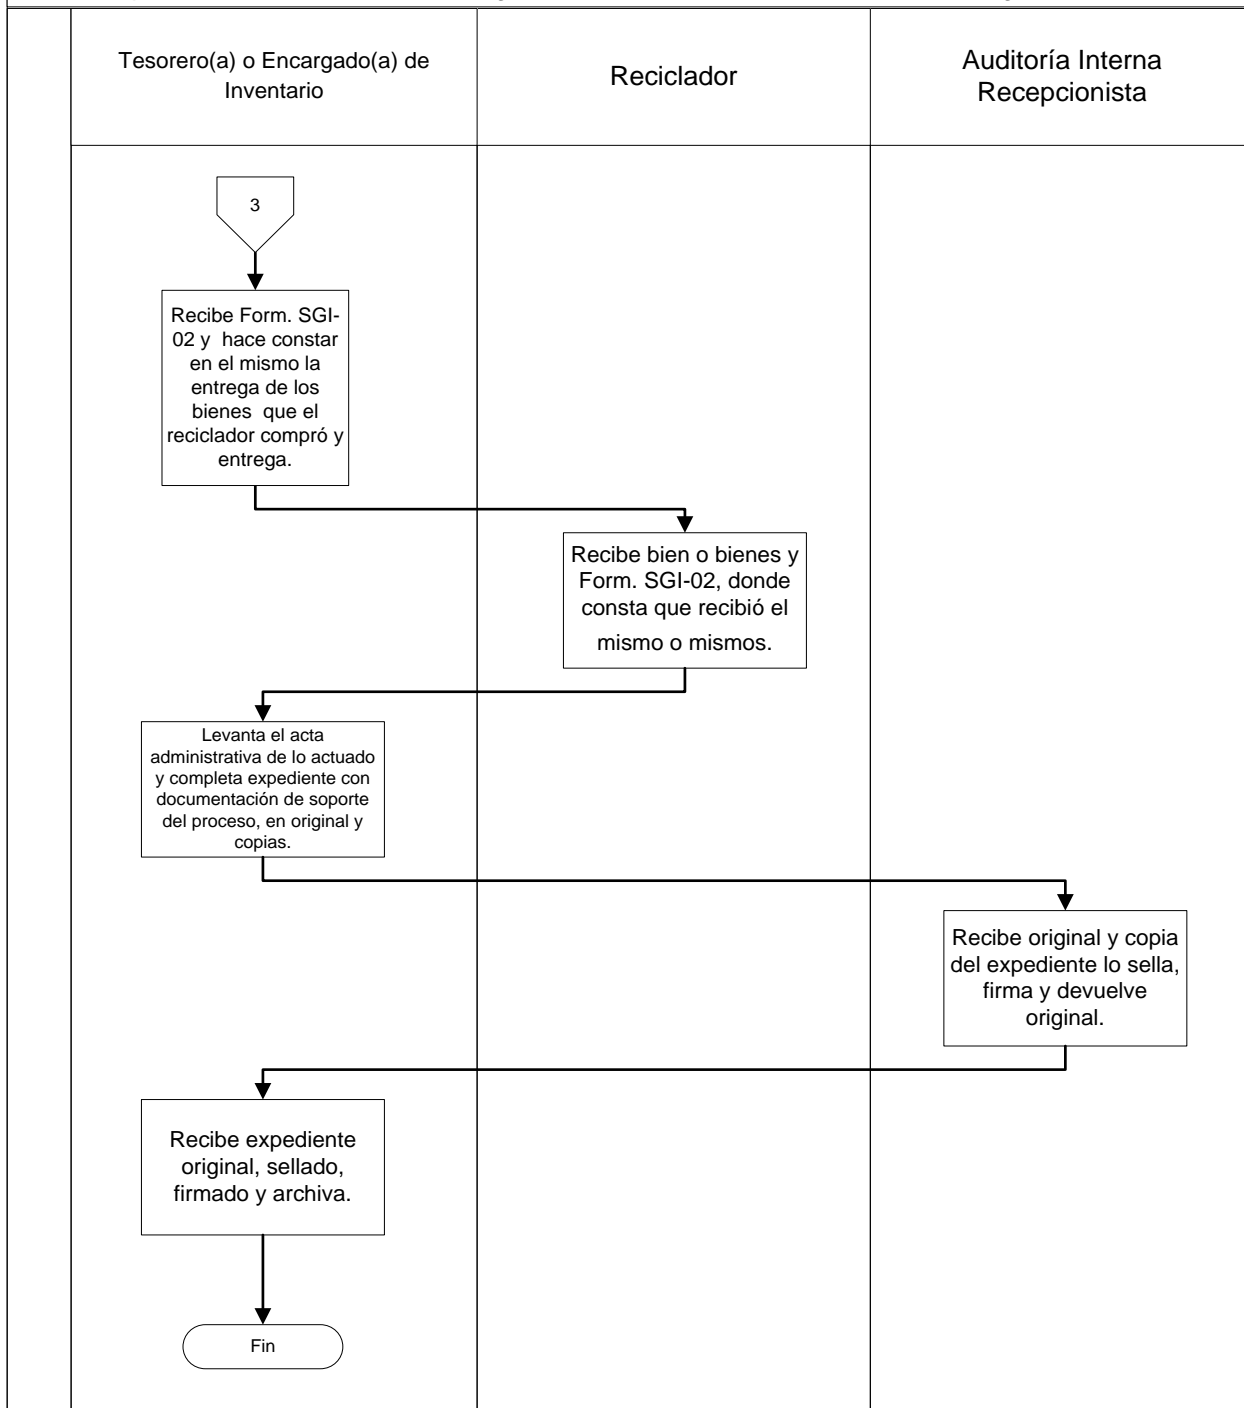 Tesorero(a) o Encargado(a) de
Inventario
Reciclador
Auditoría Interna
Recepcionista
3
Recibe Form. SGI-
02 y hace constar
en el mismo la
entrega de los
bienes que el
reciclador compró y
entrega.
Recibe bien o bienes y
Form. SGI-02, donde
consta que recibió el
mismo o mismos.
Levanta el acta
administrativa de lo actuado
y completa expediente con
documentación de soporte
del proceso, en original y
copias.
Recibe original y copia
del expediente lo sella,
firma y devuelve
original.
Recibe expediente
original, sellado,
firmado y archiva.
Fin